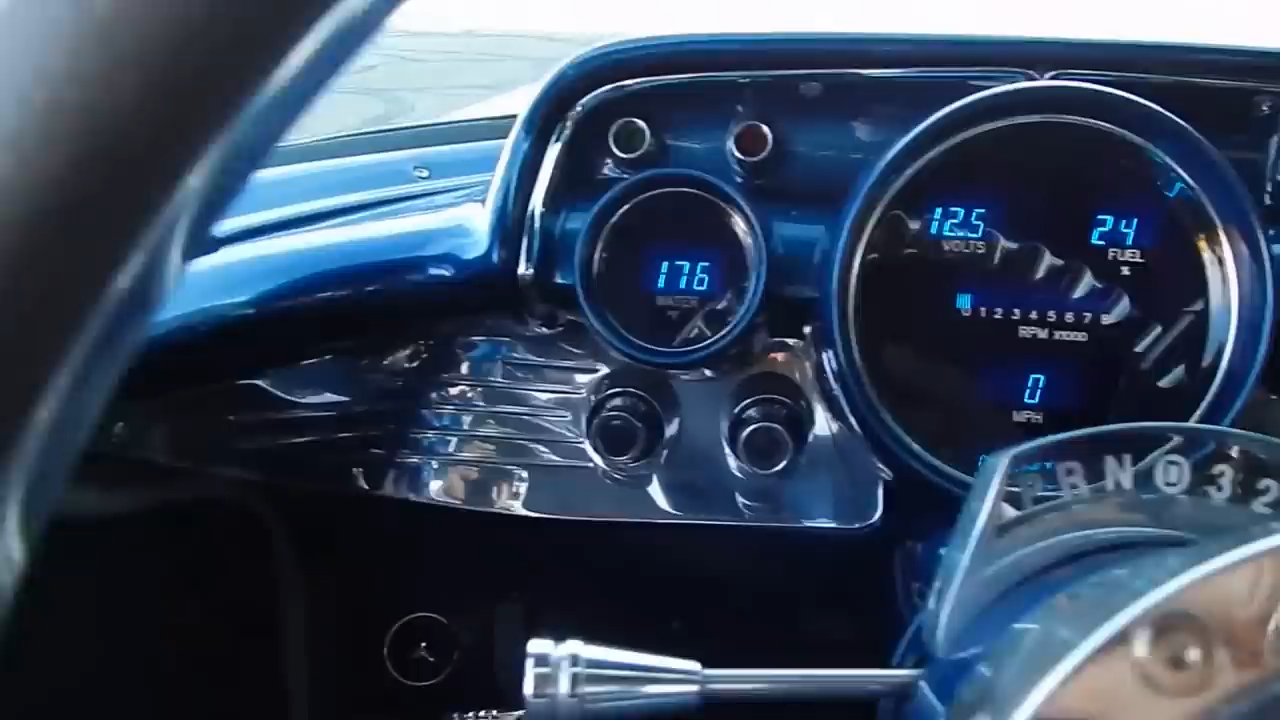 12.5
VOLTS
24
FUEL
%
176
WATER
°F
0 1 2 3 4 5 6 7 8
RPM X1000
0
MPH
P R N D 3 2